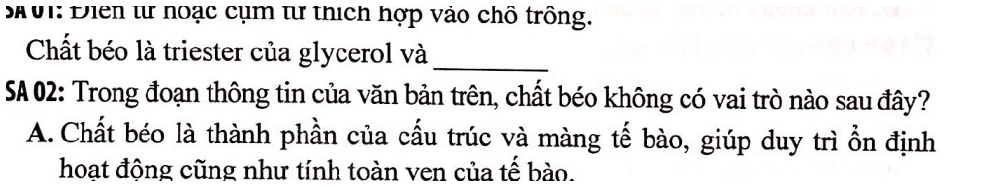 SA 01: Điền từ hoặc cụm từ thích hợp vào chỗ trống.
Chất béo là triester của glycerol và __________
SA 02: Trong đoạn thông tin của văn bản trên, chất béo không có vai trò nào sau đây?
A. Chất béo là thành phần của cấu trúc và màng tế bào, giúp duy trì ổn định
hoạt động cũng như tính toàn vẹn của tế bào.